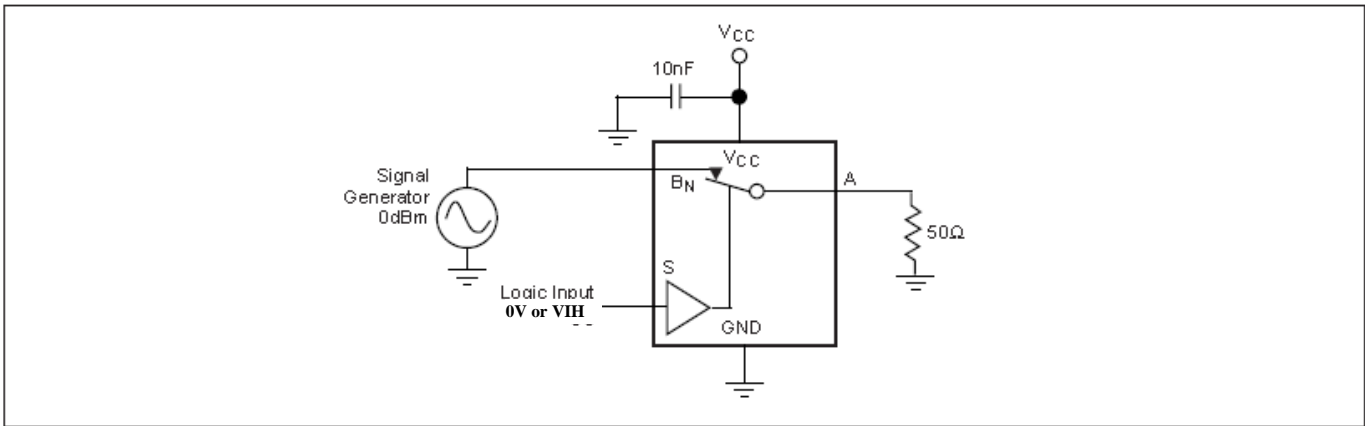 VCC
10nF
VCC
Signal
Generator
0dBm
BN
A
50Ω
S
Logic Input
0V or VIH
GND